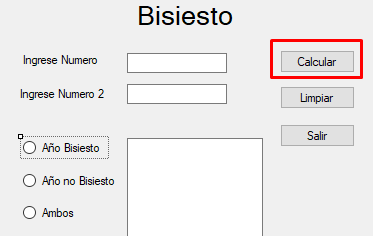 Bisiesto
Ingrese Numero
Calcular
Ingrese Numero 2
Limpiar
Salir
Año Bisiesto
Año no Bisiesto
Ambos